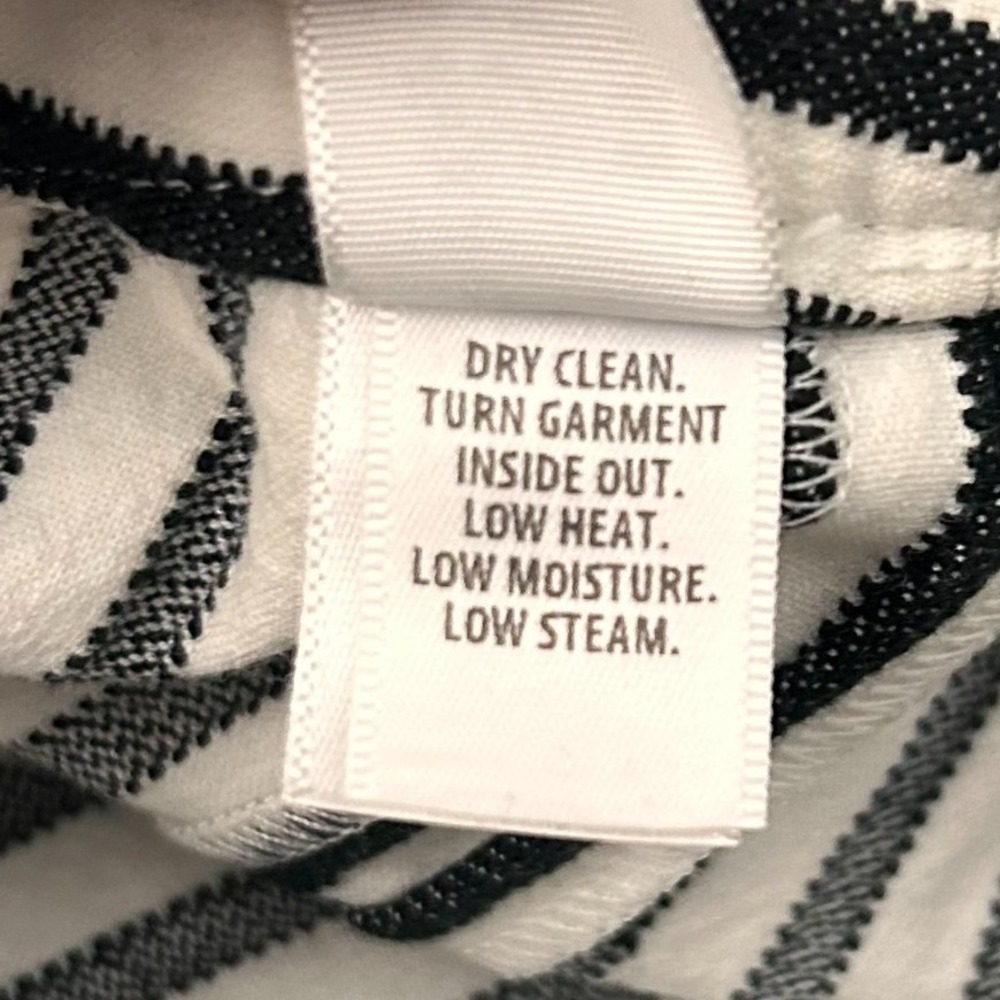 DRY CLEAN.
TURN GARMENT
INSIDE OUT.
LOW HEAT.
LOW MOISTURE.
LOW STEAM.